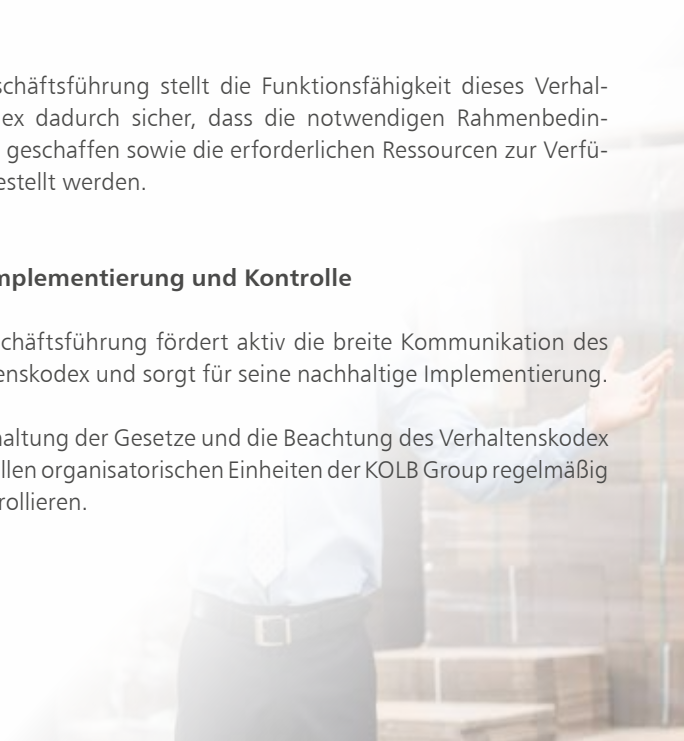 schäftsführung stellt die Funktionsfähigkeit dieses Verhal-
ex dadurch sicher, dass die notwendigen Rahmenbedin-
geschaffen sowie die erforderlichen Ressourcen zur Verfü-
estellt werden.
mplementierung und Kontrolle
chäftsführung fördert aktiv die breite Kommunikation des
enskodex und sorgt für seine nachhaltige Implementierung.
haltung der Gesetze und die Beachtung des Verhaltenskodex
llen organisatorischen Einheiten der KOLB Group regelmäßig
rollieren.